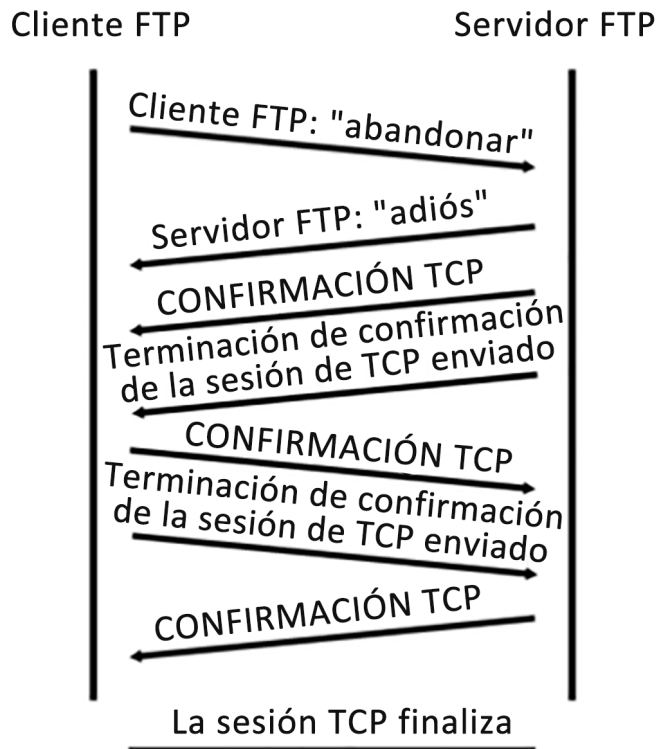 Cliente FTP
Servidor FTP
Cliente FTP: "abandonar"
Servidor FTP: "adiós"
CONFIRMACIÓN TCP
Terminación de confirmación
de la sesión de TCP enviado
CONFIRMACIÓN TCP
Terminación de confirmación
de la sesión de TCP enviado
CONFIRMACIÓN TCP
La sesión TCP finaliza